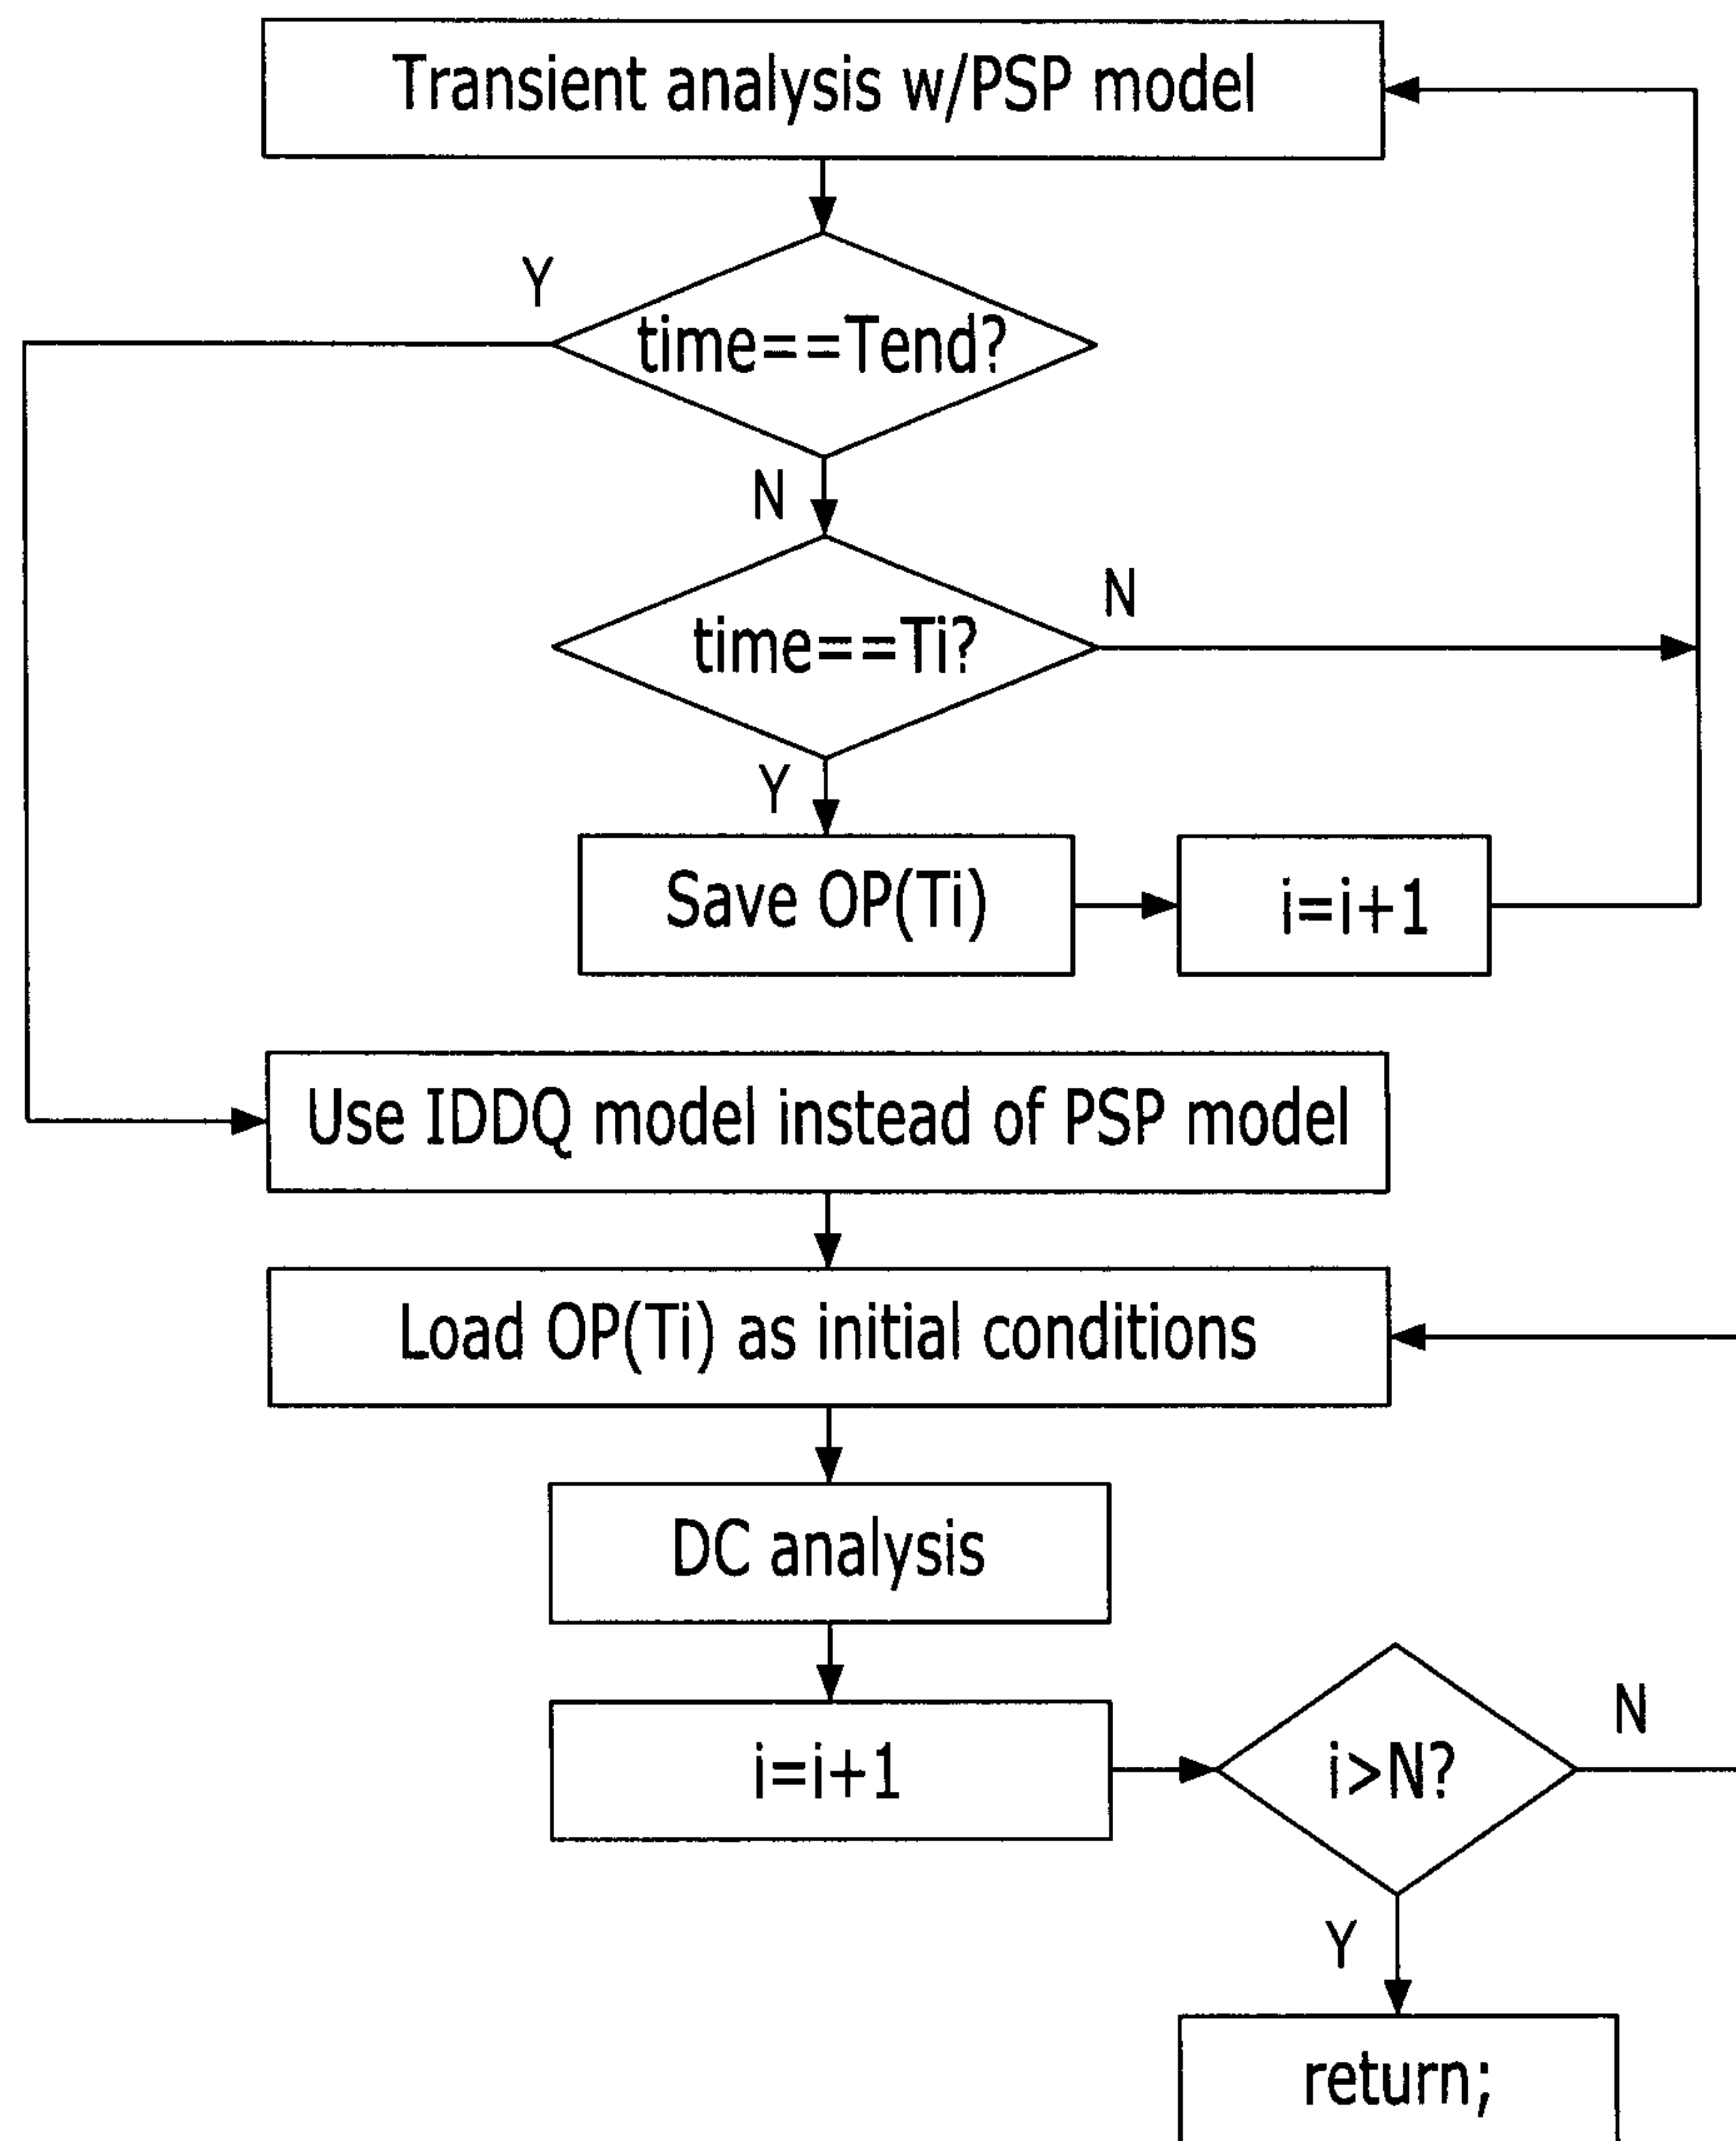 Transient analysis w/PSP model
Y
time==Tend?
N
time==Ti?
N
Y
Save OP(Ti)
i=i+1
Use IDDQ model instead of PSP model
Load OP(Ti) as initial conditions
DC analysis
i=i+1
i>N?
N
Y
return;